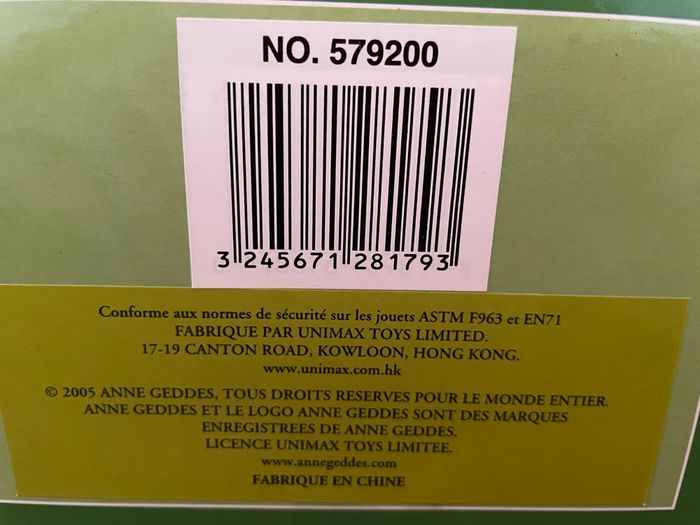 NO. 579200
3 245671 281793
Conforme aux normes de sécurité sur les jouets ASTM F963 et EN71
FABRIQUE PAR UNIMAX TOYS LIMITED.
17-19 CANTON ROAD, KOWLOON, HONG KONG.
www.unimax.com.hk
© 2005 ANNE GEDDES, TOUS DROITS RESERVES POUR LE MONDE ENTIER.
ANNE GEDDES ET LE LOGO ANNE GEDDES SONT DES MARQUES
ENREGISTREES DE ANNE GEDDES.
LICENCE UNIMAX TOYS LIMITEE.
www.annegeddes.com
FABRIQUE EN CHINE